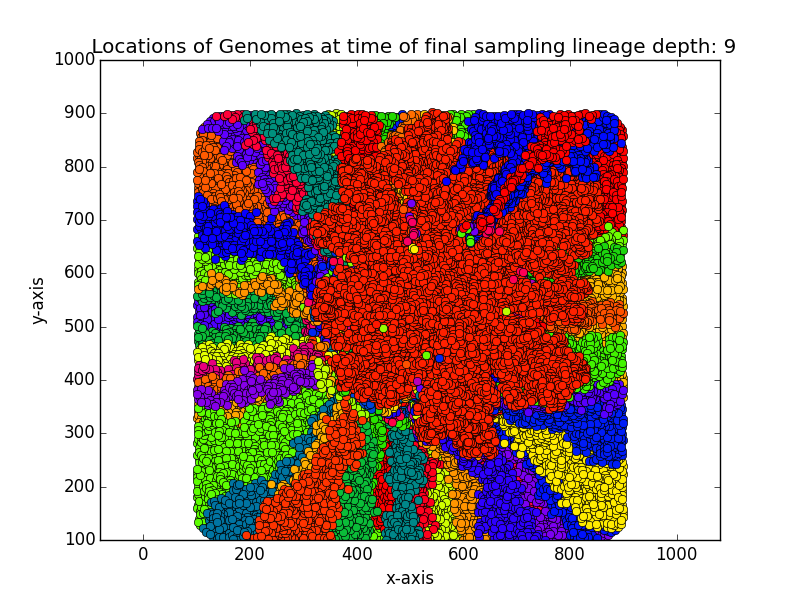 Locations of Genomes at time of final sampling lineage depth: 9
1000
900
800
700
600
500
400
300
200
100
y-axis
0 200 400 600 800 1000
x-axis